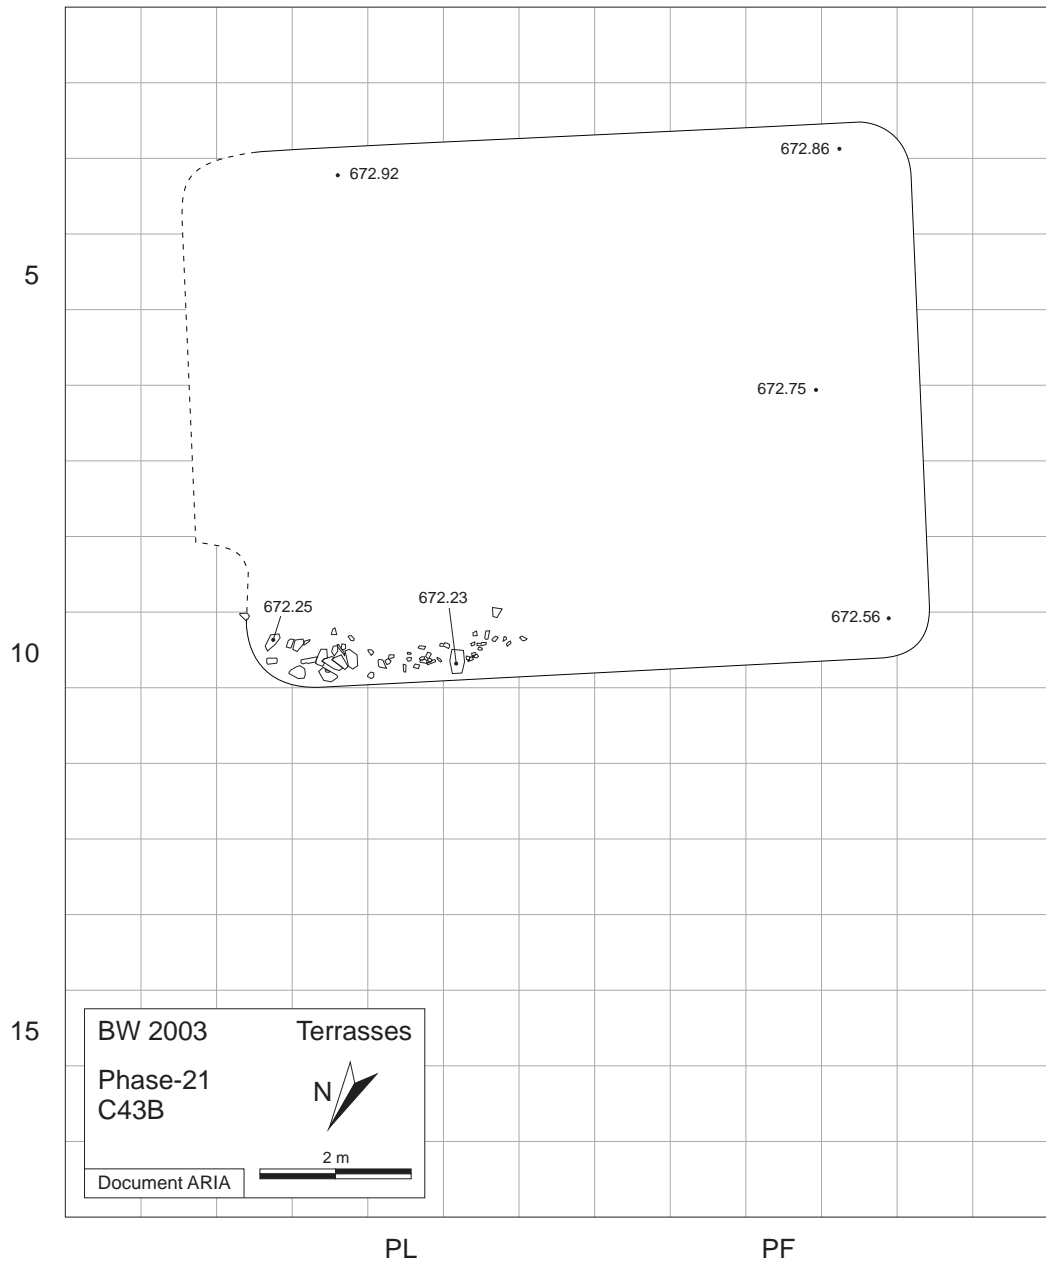 672.86
672.92
5
672.75
672.25
672.23
672.56
10
15
BW 2003 Terrasses
Phase-21
C43B
N
2 m
Document ARIA
PL PF